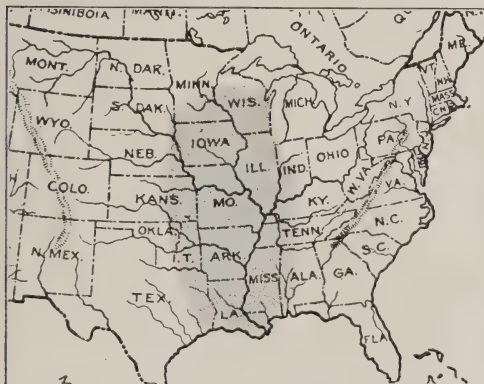 SINIBOIA
MANI
ONTARIO
Q
N.
ME.
MONT.
N. DAK.
MINN.
VT.
N.H.
WIS.
MICH.
N.Y.
MASS
S. DAK.
WYO.
IOWA
PA.
NEB.
ILL.
IND.
OHIO
W. VA.
COLO.
KANS.
MO.
KY.
VA.
OKLA.
TENN.
N.C.
N. MEX.
I.T.
ARK.
S.C.
MISS.
ALA.
GA.
TEX.
LA.
FLA.